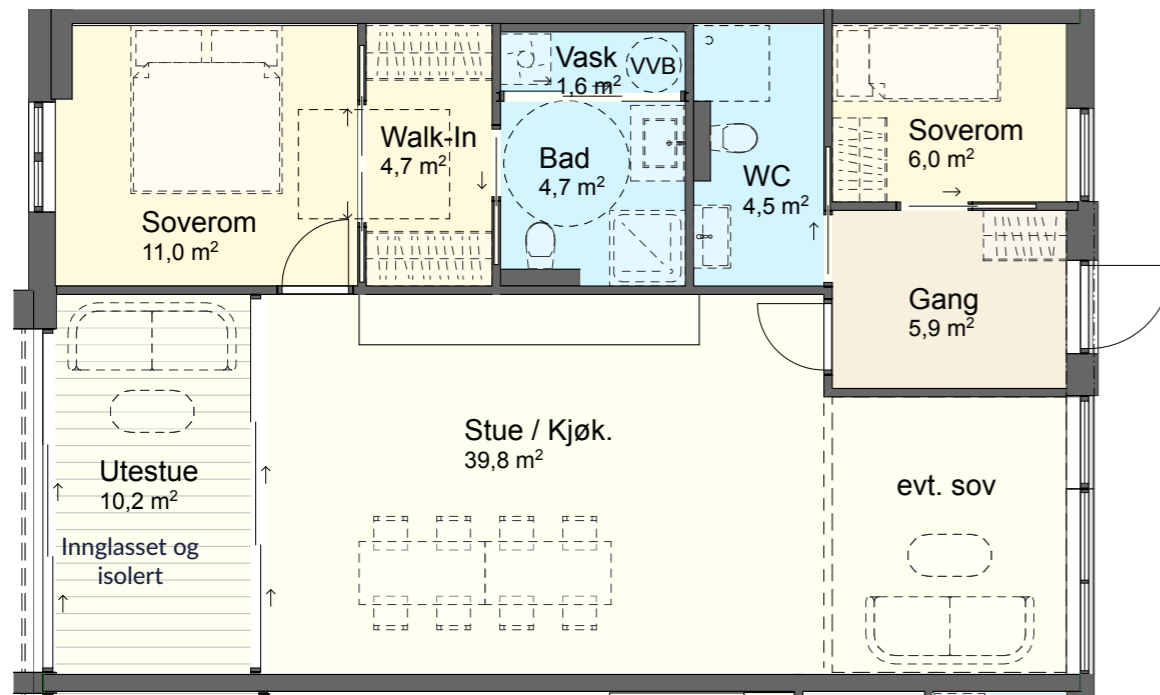 Soverom
11,0 m²
Walk-In
4,7 m²
Vask
1,6 m²
VVB
Bad
4,7 m²
WC
4,5 m²
Soverom
6,0 m²
Gang
5,9 m²
Utestue
10,2 m²
Innglasset og
isolert
Stue / Kjøk.
39,8 m²
evt. sov